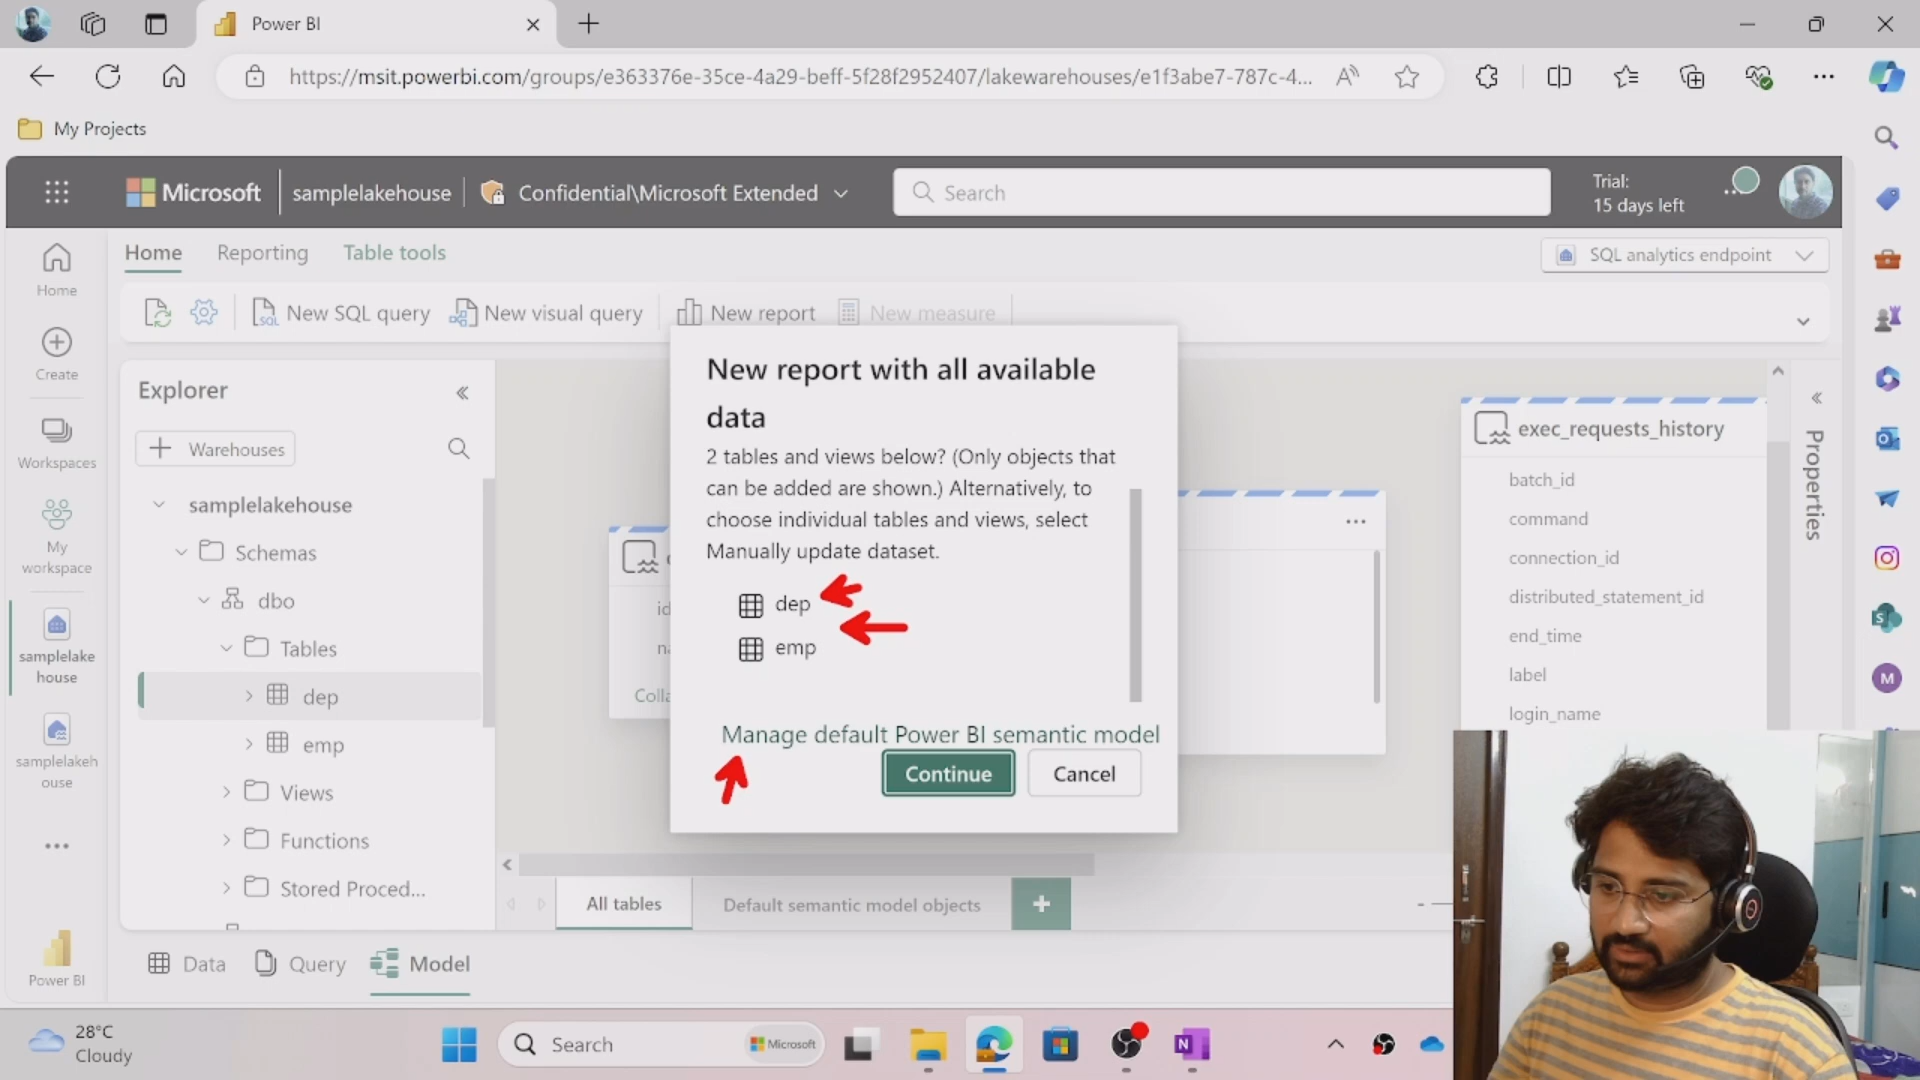 Power BI
https://msit.powerbi.com/groups/e363376e-35ce-4a29-beff-5f28f2952407/lakewarehouses/e1f3abe7-787c-4...
My Projects
Microsoft
samplelakehouse
Confidential\Microsoft Extended
Search
Trial:
15 days left
Home
Reporting
Table tools
SQL analytics endpoint
New SQL query
New visual query
New report
New measure
Home
Create
Workspaces
My
workspace
samplelake
house
samplelakeh
ouse
Power BI
Explorer
Warehouses
samplelakehouse
Schemas
dbo
Tables
dep
emp
Views
Functions
Stored Proced...
id
Colla
New report with all available
data
2 tables and views below? (Only objects that
can be added are shown.) Alternatively, to
choose individual tables and views, select
Manually update dataset.
dep
emp
Manage default Power BI semantic model
Continue
Cancel
exec_requests_history
batch_id
command
connection_id
distributed_statement_id
end_time
label
login_name
Properties
M
All tables
Default semantic model objects
Data
Query
Model
28°C
Cloudy
Search
Microsoft